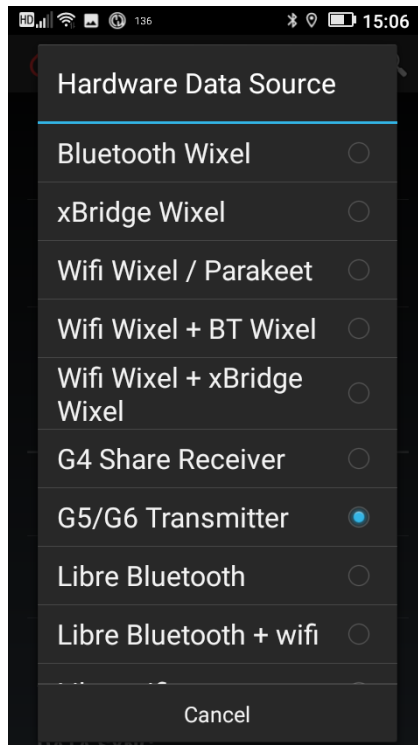 HD 136 15:06
Hardware Data Source
Bluetooth Wixel
xBridge Wixel
Wifi Wixel / Parakeet
Wifi Wixel + BT Wixel
Wifi Wixel + xBridge
Wixel
G4 Share Receiver
G5/G6 Transmitter
Libre Bluetooth
Libre Bluetooth + wifi
Cancel